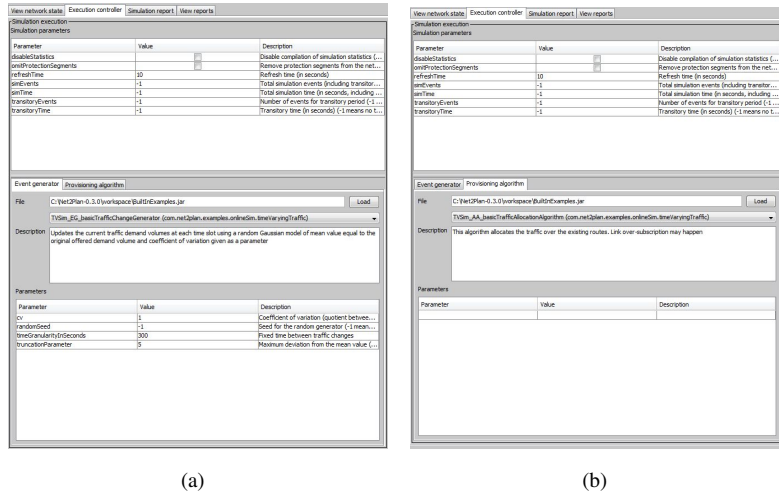 View network state Execution controller Simulation report View reports
Simulation execution
Simulation parameters
Parameter Value Description
disableStatistics Disable compilation of simulation statistics (...
omitProtectionSegments Remove protection segments from the net...
refreshTime 10 Refresh time (in seconds)
simEvents -1 Total simulation events (including transitor...
simTime -1 Total simulation time (in seconds, including ...
transitoryEvents -1 Number of events for transitory period (-1 ...
transitoryTime -1 Transitory time (in seconds) (-1 means no t...
Event generator Provisioning algorithm
File C:\Net2Plan-0.3.0\workspace\BuiltInExamples.jar Load
TVSim_EG_basicTrafficChangeGenerator (com.net2plan.examples.onlineSim.timeVaryingTraffic)
Description Updates the current traffic demand volumes at each time slot using a random Gaussian model of mean value equal to the
original offered demand volume and coefficient of variation given as a parameter
Parameters
Parameter Value Description
cv 1 Coefficient of variation (quotient betwee...
randomSeed -1 Seed for the random generator (-1 mean...
timeGranularityInSeconds 300 Fixed time between traffic changes
truncationParameter 5 Maximum deviation from the mean value (...
(a)
View network state Execution controller Simulation report View reports
Simulation execution
Simulation parameters
Parameter Value Description
disableStatistics Disable compilation of simulation statistics (...
omitProtectionSegments Remove protection segments from the net...
refreshTime 10 Refresh time (in seconds)
simEvents -1 Total simulation events (including transitor...
simTime -1 Total simulation time (in seconds, including ...
transitoryEvents -1 Number of events for transitory period (-1 ...
transitoryTime -1 Transitory time (in seconds) (-1 means no t...
Event generator Provisioning algorithm
File C:\Net2Plan-0.3.0\workspace\BuiltInExamples.jar Load
TVSim_AA_basicTrafficAllocationAlgorithm (com.net2plan.examples.onlineSim.timeVaryingTraffic)
Description This algorithm allocates the traffic over the existing routes. Link over-subscription may happen
Parameters
Parameter Value Description
(b)